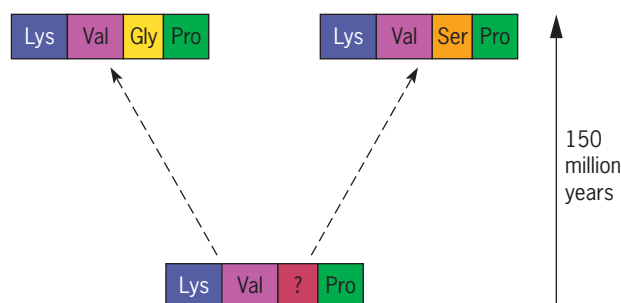 Lys Val Gly Pro
Lys Val Ser Pro
150
million
years
Lys Val ? Pro